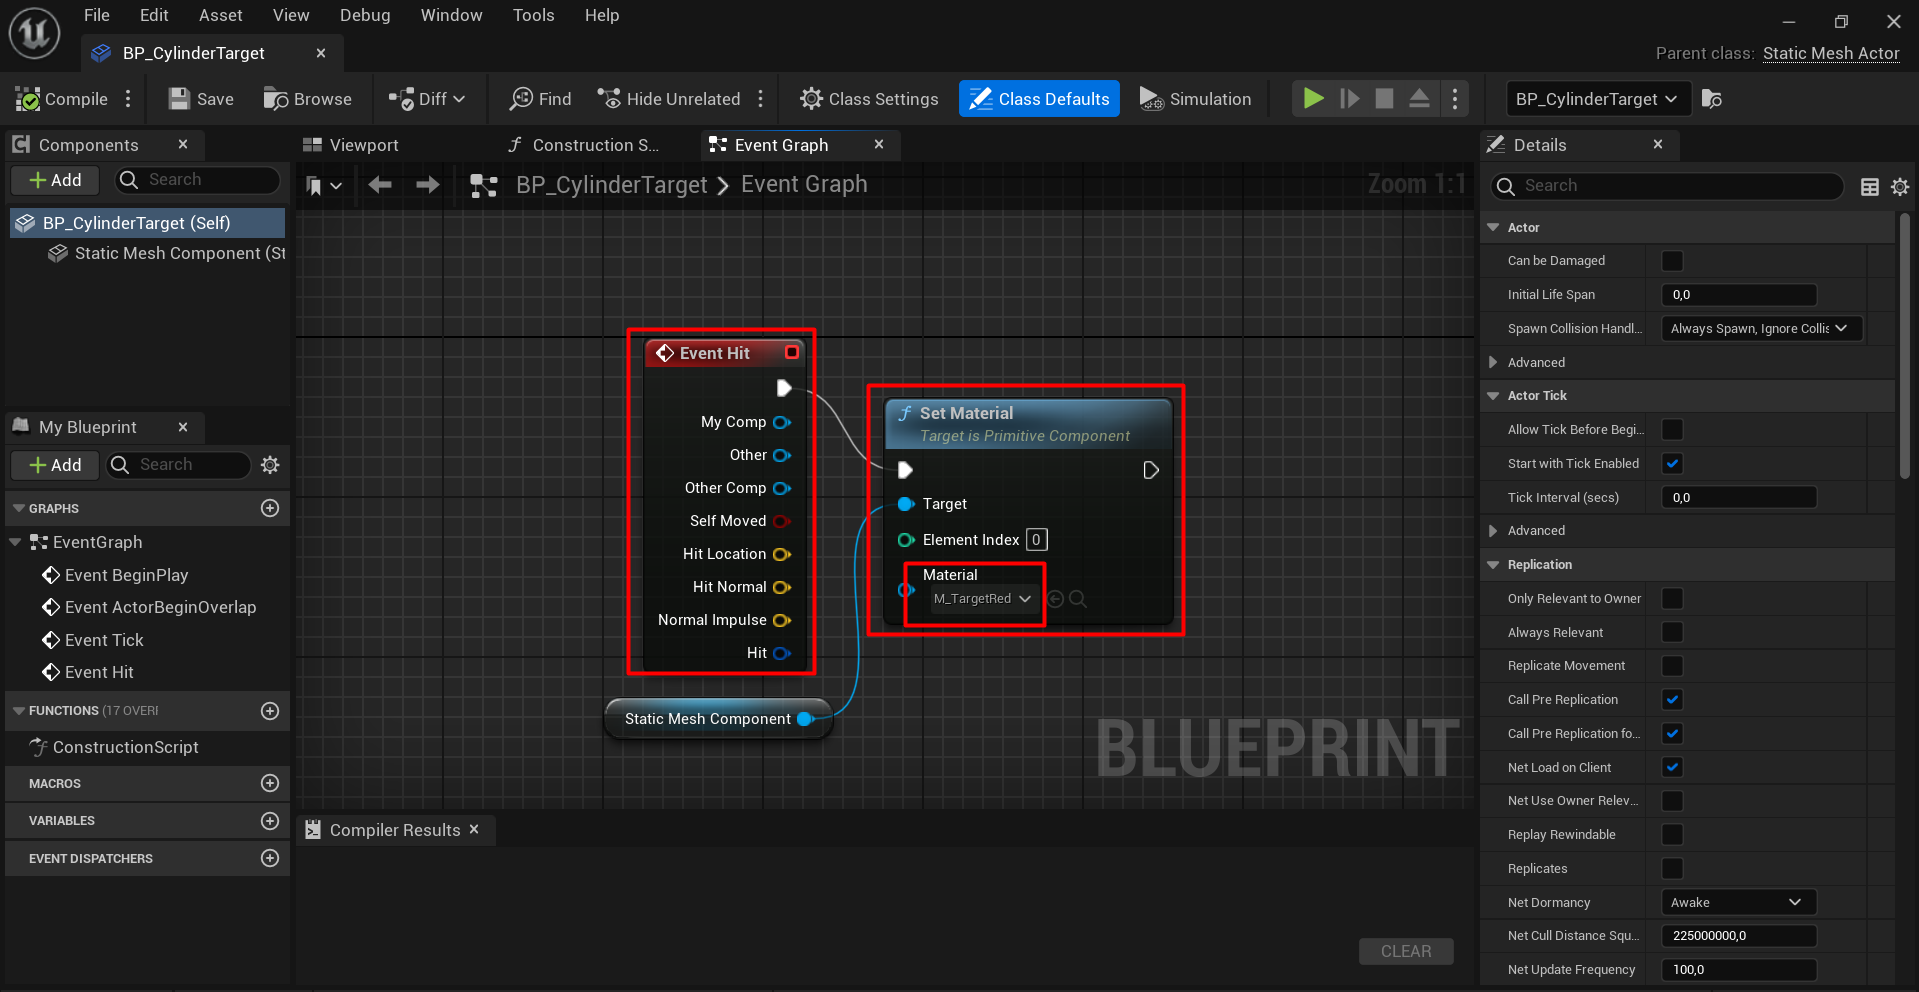 File Edit Asset View Debug Window Tools Help
BP_CylinderTarget
Parent class: Static Mesh Actor
Compile Save Browse Diff Find Hide Unrelated Class Settings Class Defaults Simulation BP_CylinderTarget
Components
Add Search
BP_CylinderTarget (Self)
Static Mesh Component (St
My Blueprint
Add Search
GRAPHS
EventGraph
Event BeginPlay
Event ActorBeginOverlap
Event Tick
Event Hit
FUNCTIONS (17 OVERI
ConstructionScript
MACROS
VARIABLES
EVENT DISPATCHERS
Viewport Construction S... Event Graph
BP_CylinderTarget > Event Graph Zoom 1:1
Event Hit
My Comp
Other
Other Comp
Self Moved
Hit Location
Hit Normal
Normal Impulse
Hit
Set Material
Target is Primitive Component
Target
Element Index 0
Material
M_TargetRed
Static Mesh Component
BLUEPRINT
Compiler Results
CLEAR
Details
Search
Actor
Can be Damaged
Initial Life Span 0,0
Spawn Collision Handl... Always Spawn, Ignore Collis
Advanced
Actor Tick
Allow Tick Before Begi...
Start with Tick Enabled
Tick Interval (secs) 0,0
Advanced
Replication
Only Relevant to Owner
Always Relevant
Replicate Movement
Call Pre Replication
Call Pre Replication fo...
Net Load on Client
Net Use Owner Relev...
Replay Rewindable
Replicates
Net Dormancy Awake
Net Cull Distance Squ... 225000000,0
Net Update Frequency 100,0